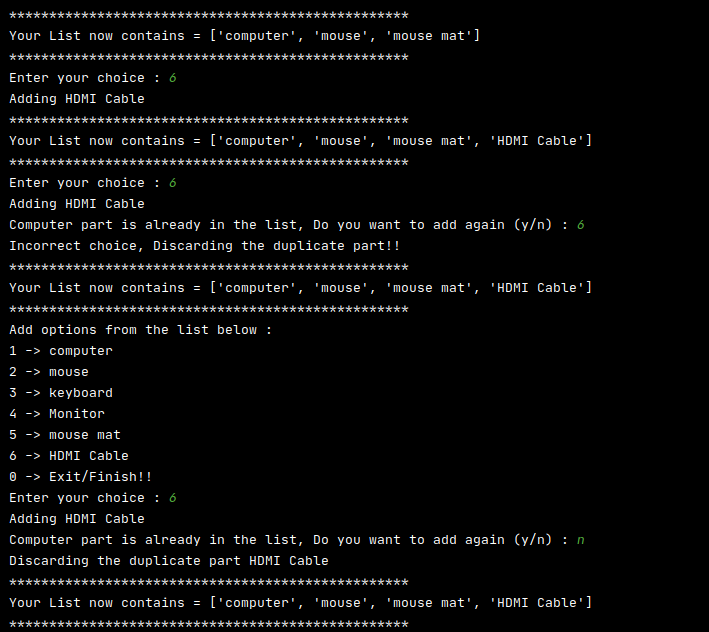 **************************************************
Your List now contains = ['computer', 'mouse', 'mouse mat']
**************************************************
Enter your choice : 6
Adding HDMI Cable
**************************************************
Your List now contains = ['computer', 'mouse', 'mouse mat', 'HDMI Cable']
**************************************************
Enter your choice : 6
Adding HDMI Cable
Computer part is already in the list, Do you want to add again (y/n) : 6
Incorrect choice, Discarding the duplicate part!!
**************************************************
Your List now contains = ['computer', 'mouse', 'mouse mat', 'HDMI Cable']
**************************************************
Add options from the list below :
1 -> computer
2 -> mouse
3 -> keyboard
4 -> Monitor
5 -> mouse mat
6 -> HDMI Cable
0 -> Exit/Finish!!
Enter your choice : 6
Adding HDMI Cable
Computer part is already in the list, Do you want to add again (y/n) : n
Discarding the duplicate part HDMI Cable
**************************************************
Your List now contains = ['computer', 'mouse', 'mouse mat', 'HDMI Cable']
**************************************************